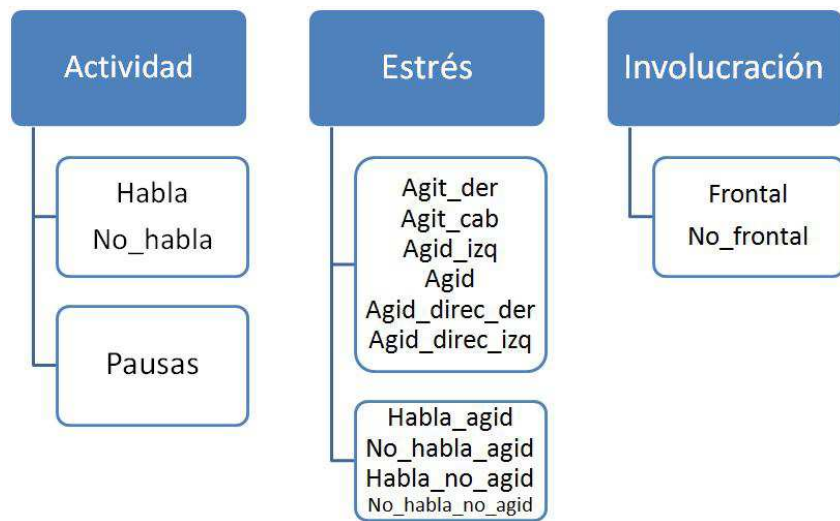 Actividad
Habla
No_habla
Pausas
Estrés
Agit_der
Agit_cab
Agid_izq
Agid
Agid_direc_der
Agid_direc_izq
Habla_agid
No_habla_agid
Habla_no_agid
No_habla_no_agid
Involucración
Frontal
No_frontal